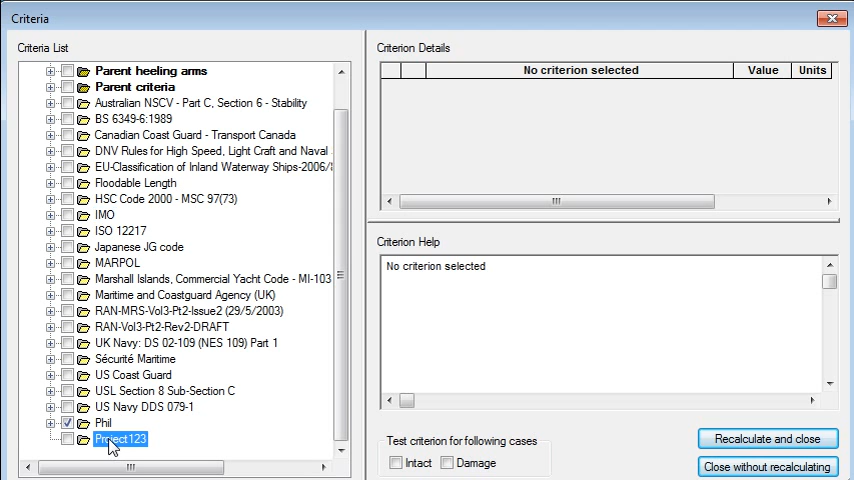 Criteria
Criteria List
Parent heeling arms
Parent criteria
Australian NSCV - Part C, Section 6 - Stability
BS 6349-6:1989
Canadian Coast Guard - Transport Canada
DNV Rules for High Speed, Light Craft and Naval
EU-Classification of Inland Waterway Ships-2006/
Floodable Length
HSC Code 2000 - MSC 97(73)
IMO
ISO 12217
Japanese JG code
MARPOL
Marshall Islands, Commercial Yacht Code - MI-103
Maritime and Coastguard Agency (UK)
RAN-MRS-Vol3-Pt2-Issue2 (29/5/2003)
RAN-Vol3-Pt2-Rev2-DRAFT
UK Navy: DS 02-109 (NES 109) Part 1
Sécurité Maritime
US Coast Guard
USL Section 8 Sub-Section C
US Navy DDS 079-1
Phil
Project123
Criterion Details
No criterion selected Value Units
Criterion Help
No criterion selected
Test criterion for following cases
Intact Damage
Recalculate and close
Close without recalculating